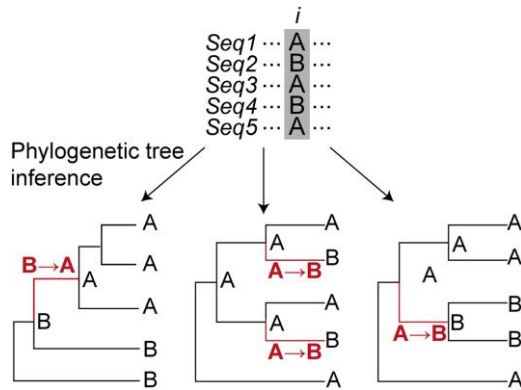 i
Seq1 ··· A ···
Seq2 ··· B ···
Seq3 ··· A ···
Seq4 ··· B ···
Seq5 ··· A ···
Phylogenetic tree
inference
A
A
B→A
A
A
B
B
B
A
A
B
A→B
A
A
A
B
A→B
A
A
A
A
A
B
A→B
B
B
A